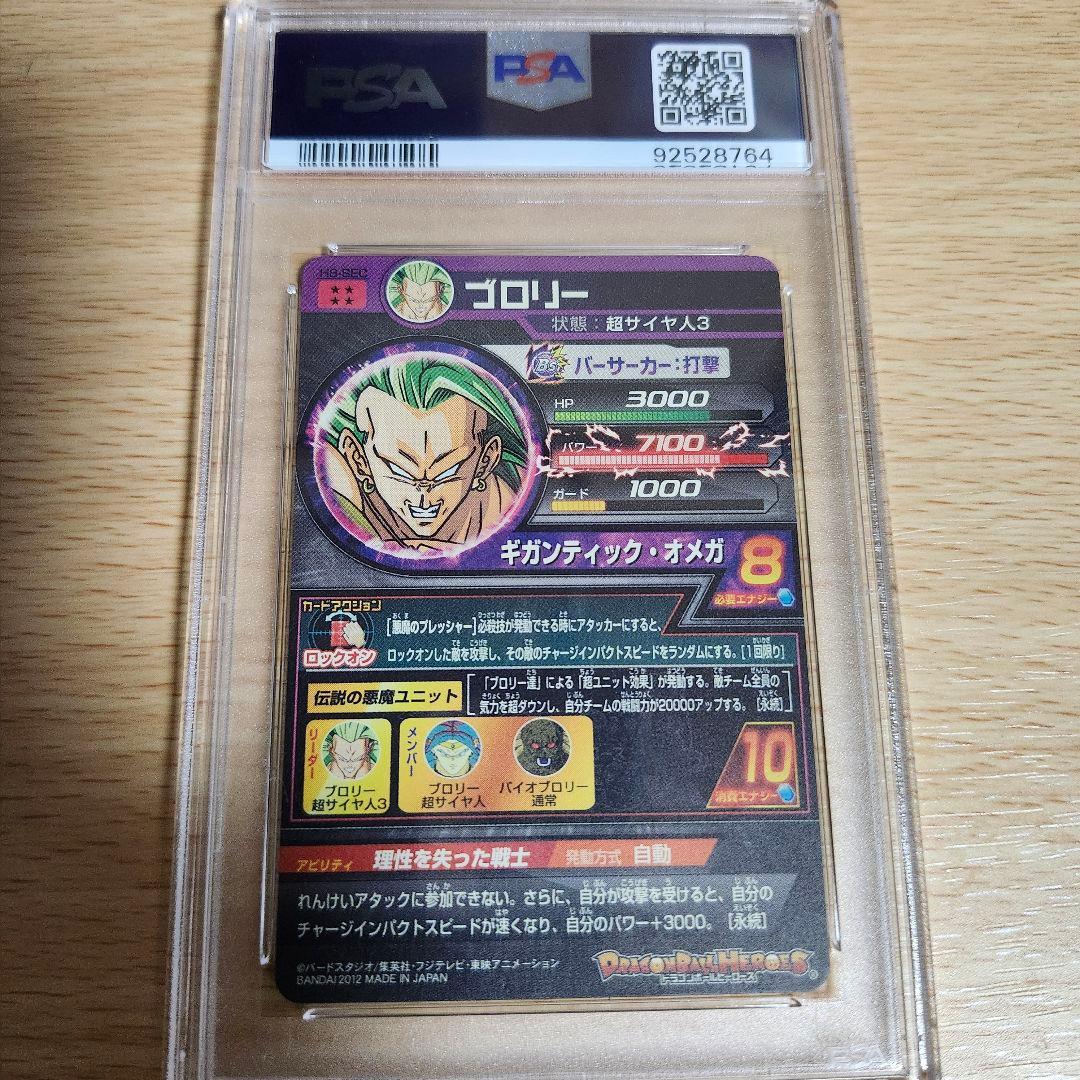 PSA
PSA
92528764
H8-SEC
ブロリー
状態：超サイヤ人3
BS
バーサーカー：打撃
HP 3000
パワー 7100
ガード 1000
ギガンティック・オメガ 8
必要エナジー
カードアクション
ロックオン
[悪魔のプレッシャー]必殺技が発動できる時にアタッカーにすると、
ロックオンした敵を攻撃し、その敵のチャージインパクトスピードをランダムにする。[1回限り]
伝説の悪魔ユニット
「ブロリー達」による「超ユニット効果」が発動する。敵チーム全員の
気力を超ダウンし、自分チームの戦闘力が20000アップする。[永続]
リーダー
ブロリー
超サイヤ人3
メンバー
ブロリー
超サイヤ人
バイオブロリー
通常
10
消費エナジー
アビリティ 理性を失った戦士 発動方式 自動
れんけいアタックに参加できない。さらに、自分が攻撃を受けると、自分の
チャージインパクトスピードが速くなり、自分のパワー+3000。[永続]
©バードスタジオ/集英社・フジテレビ・東映アニメーション
BANDAI 2012 MADE IN JAPAN
DRAGONBALL HEROES
ドラゴンボールヒーローズ
PSA